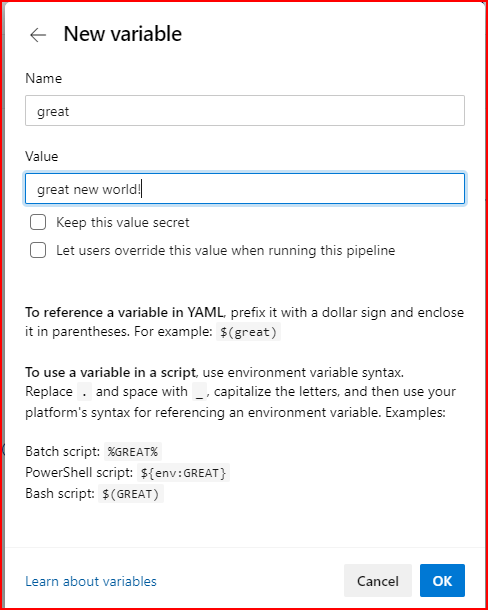 New variable
Name
great
Value
great new world!
Keep this value secret
Let users override this value when running this pipeline
To reference a variable in YAML, prefix it with a dollar sign and enclose
it in parentheses. For example: $(great)
To use a variable in a script, use environment variable syntax.
Replace . and space with _, capitalize the letters, and then use your
platform's syntax for referencing an environment variable. Examples:
Batch script: %GREAT%
PowerShell script: ${env:GREAT}
Bash script: $(GREAT)
Learn about variables Cancel OK